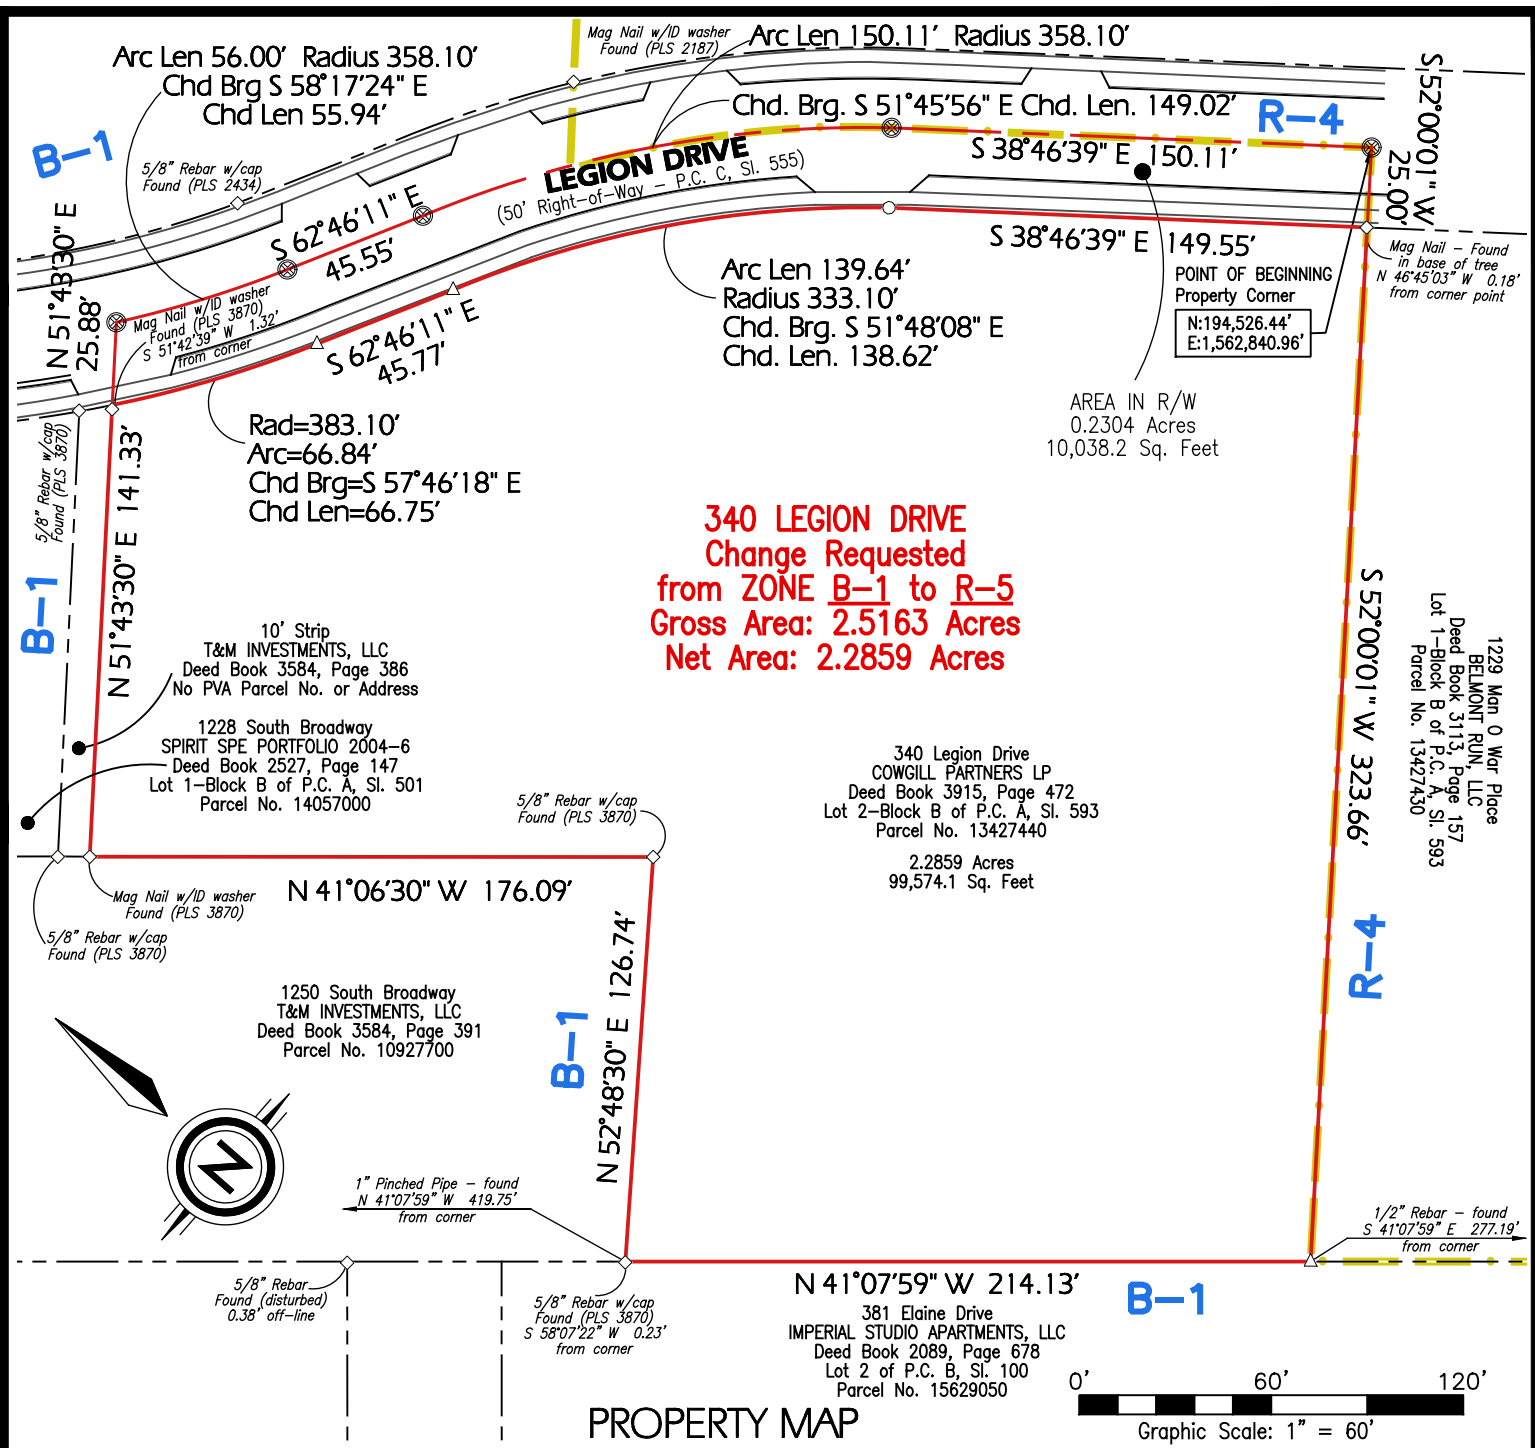 Arc Len 56.00' Radius 358.10'
Chd Brg S 58°17'24" E
Chd Len 55.94'
Mag Nail w/ID washer
Found (PLS 2187)
Arc Len 150.11' Radius 358.10'
Chd. Brg. S 51°45'56" E Chd. Len. 149.02'
R-4
S 52°00'01" W
25.00'
B-1
5/8" Rebar w/cap
Found (PLS 2434)
LEGION DRIVE
(50' Right-of-Way - P.C. C, Sl. 555)
S 38°46'39" E 150.11'
N 51°43'30" E
25.88'
S 62°46'11" E
45.55'
Mag Nail w/ID washer
Found (PLS 3870)
S 51°42'39" W 1.32'
from corner
S 62°46'11" E
45.77'
Arc Len 139.64'
Radius 333.10'
Chd. Brg. S 51°48'08" E
Chd. Len. 138.62'
S 38°46'39" E 149.55'
POINT OF BEGINNING
Property Corner
N:194,526.44'
E:1,562,840.96'
Mag Nail - Found
in base of tree
N 46°45'03" W 0.18'
from corner point
AREA IN R/W
0.2304 Acres
10,038.2 Sq. Feet
Rad=383.10'
Arc=66.84'
Chd Brg=S 57°46'18" E
Chd Len=66.75'
5/8" Rebar w/cap
Found (PLS 3870)
N 51°43'30" E 141.33'
B-1
340 LEGION DRIVE
Change Requested
from ZONE B-1 to R-5
Gross Area: 2.5163 Acres
Net Area: 2.2859 Acres
10' Strip
T&M INVESTMENTS, LLC
Deed Book 3584, Page 386
No PVA Parcel No. or Address
1228 South Broadway
SPIRIT SPE PORTFOLIO 2004-6
Deed Book 2527, Page 147
Lot 1-Block B of P.C. A, Sl. 501
Parcel No. 14057000
S 52°00'01" W 323.66'
1229 Man O War Place
BELMONT RUN, LLC
Deed Book 3113, Page 157
Lot 1-Block B of P.C. A, Sl. 593
Parcel No. 13427430
340 Legion Drive
COWGILL PARTNERS LP
Deed Book 3915, Page 472
Lot 2-Block B of P.C. A, Sl. 593
Parcel No. 13427440
2.2859 Acres
99,574.1 Sq. Feet
5/8" Rebar w/cap
Found (PLS 3870)
N 41°06'30" W 176.09'
Mag Nail w/ID washer
Found (PLS 3870)
5/8" Rebar w/cap
Found (PLS 3870)
R-4
1250 South Broadway
T&M INVESTMENTS, LLC
Deed Book 3584, Page 391
Parcel No. 10927700
B-1
N 52°48'30" E 126.74'
N
1" Pinched Pipe - found
N 41°07'59" W 419.75'
from corner
1/2" Rebar - found
S 41°07'59" E 277.19'
from corner
5/8" Rebar
Found (disturbed)
0.38' off-line
5/8" Rebar w/cap
Found (PLS 3870)
S 58°07'22" W 0.23'
from corner
N 41°07'59" W 214.13'
B-1
381 Elaine Drive
IMPERIAL STUDIO APARTMENTS, LLC
Deed Book 2089, Page 678
Lot 2 of P.C. B, Sl. 100
Parcel No. 15629050
0' 60' 120'
Graphic Scale: 1" = 60'
PROPERTY MAP